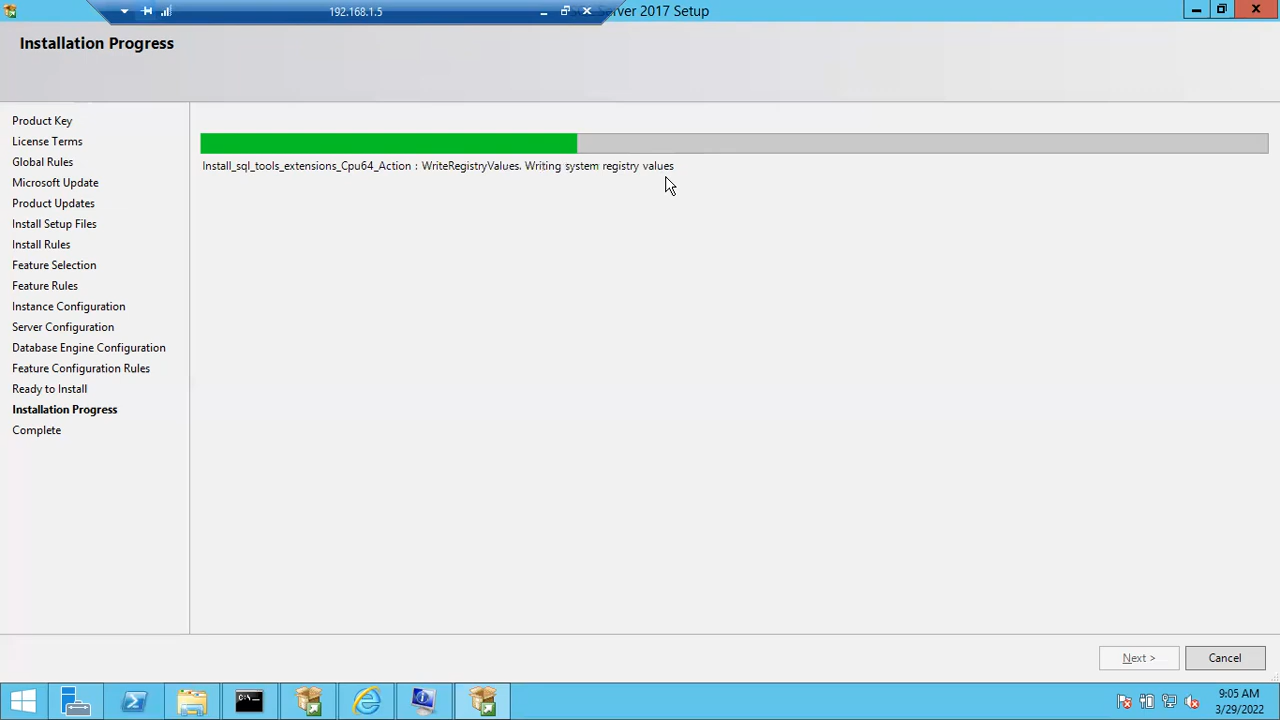 192.168.1.5
Server 2017 Setup
Installation Progress
Product Key
License Terms
Global Rules
Microsoft Update
Product Updates
Install Setup Files
Install Rules
Feature Selection
Feature Rules
Instance Configuration
Server Configuration
Database Engine Configuration
Feature Configuration Rules
Ready to Install
Installation Progress
Complete
Install_sql_tools_extensions_Cpu64_Action : WriteRegistryValues. Writing system registry values
Next >
Cancel
C:\
9:05 AM
3/29/2022